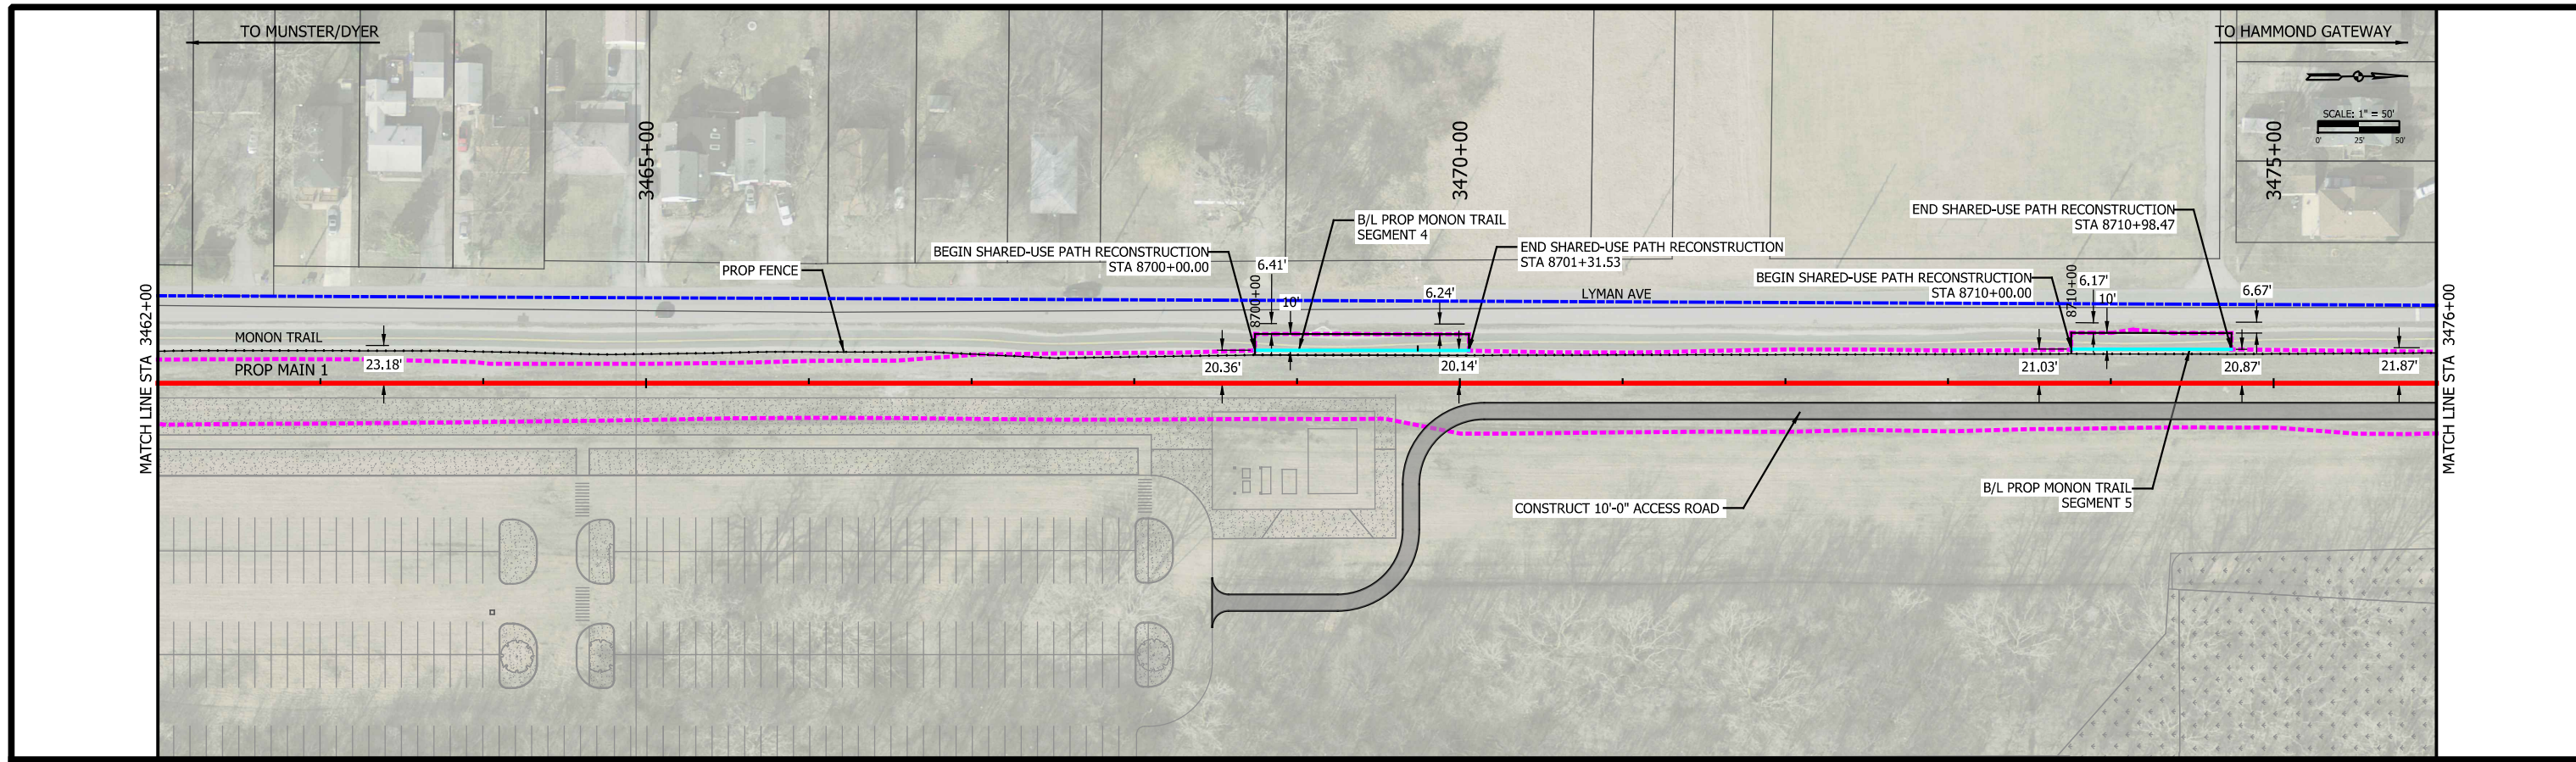 TO MUNSTER/DYER
TO HAMMOND GATEWAY
SCALE: 1" = 50'
0' 25' 50'
3465+00
3470+00
3475+00
END SHARED-USE PATH RECONSTRUCTION
STA 8710+98.47
B/L PROP MONON TRAIL
SEGMENT 4
BEGIN SHARED-USE PATH RECONSTRUCTION
STA 8700+00.00
END SHARED-USE PATH RECONSTRUCTION
STA 8701+31.53
PROP FENCE
BEGIN SHARED-USE PATH RECONSTRUCTION
STA 8710+00.00
8700+00
6.41'
10'
6.24'
LYMAN AVE
8710+00
6.17'
10'
6.67'
MATCH LINE STA 3462+00
MONON TRAIL
PROP MAIN 1
23.18'
20.36'
20.14'
21.03'
20.87'
21.87'
MATCH LINE STA 3476+00
B/L PROP MONON TRAIL
SEGMENT 5
CONSTRUCT 10'-0" ACCESS ROAD